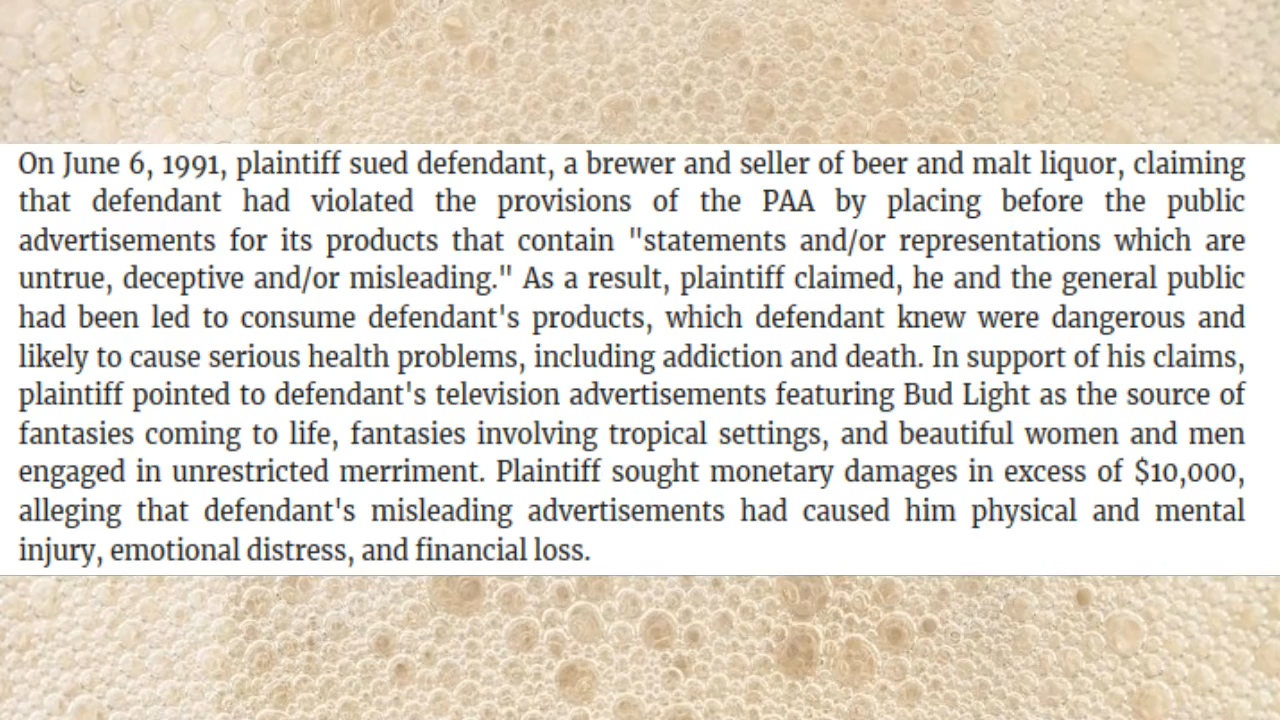 On June 6, 1991, plaintiff sued defendant, a brewer and seller of beer and malt liquor, claiming
that defendant had violated the provisions of the PAA by placing before the public
advertisements for its products that contain "statements and/or representations which are
untrue, deceptive and/or misleading." As a result, plaintiff claimed, he and the general public
had been led to consume defendant's products, which defendant knew were dangerous and
likely to cause serious health problems, including addiction and death. In support of his claims,
plaintiff pointed to defendant's television advertisements featuring Bud Light as the source of
fantasies coming to life, fantasies involving tropical settings, and beautiful women and men
engaged in unrestricted merriment. Plaintiff sought monetary damages in excess of $10,000,
alleging that defendant's misleading advertisements had caused him physical and mental
injury, emotional distress, and financial loss.